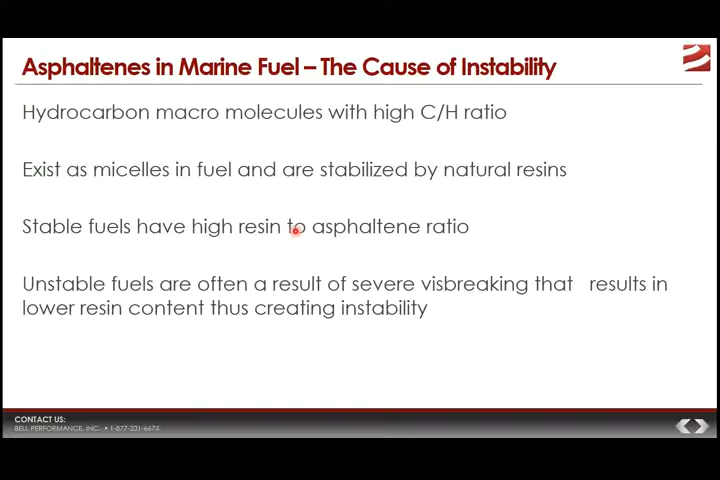 Asphaltenes in Marine Fuel – The Cause of Instability
Hydrocarbon macro molecules with high C/H ratio
Exist as micelles in fuel and are stabilized by natural resins
Stable fuels have high resin to asphaltene ratio
Unstable fuels are often a result of severe visbreaking that results in
lower resin content thus creating instability
CONTACT US:
BELL PERFORMANCE, INC. • 1-877-231-6673